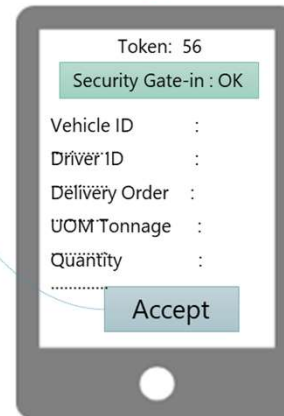 Token: 56
Security Gate-in : OK
Vehicle ID :
Driver ID :
Delivery Order :
UOM Tonnage :
Quantity :
..............
Accept